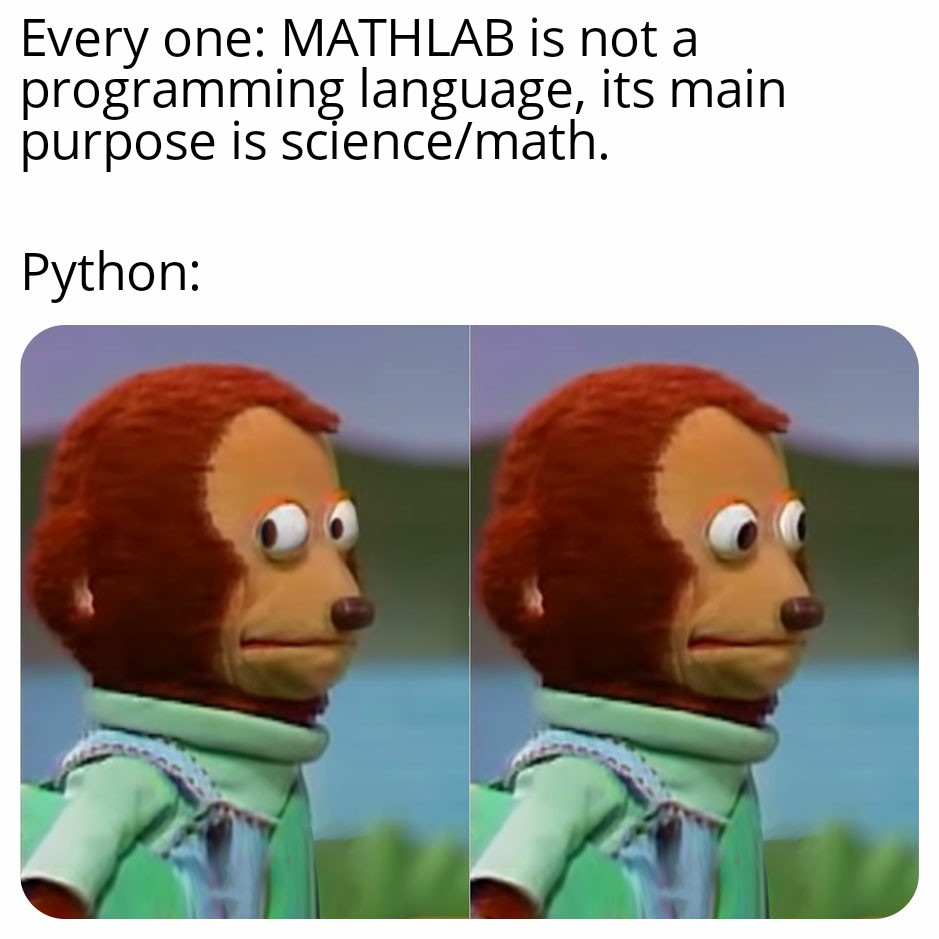 Every one: MATHLAB is not a
programming language, its main
purpose is science/math.
Python: